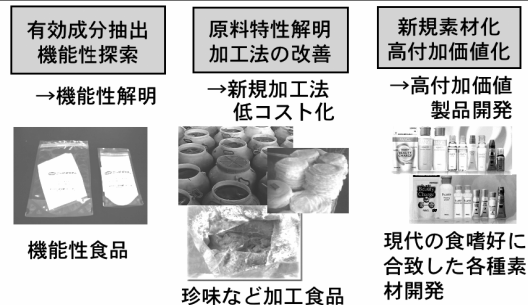 有効成分抽出
機能性探索
→機能性解明
機能性食品
原料特性解明
加工法の改善
→新規加工法
低コスト化
珍味など加工食品
新規素材化
高付加価値化
→高付加価値
製品開発
現代の食嗜好に
合致した各種素
材開発